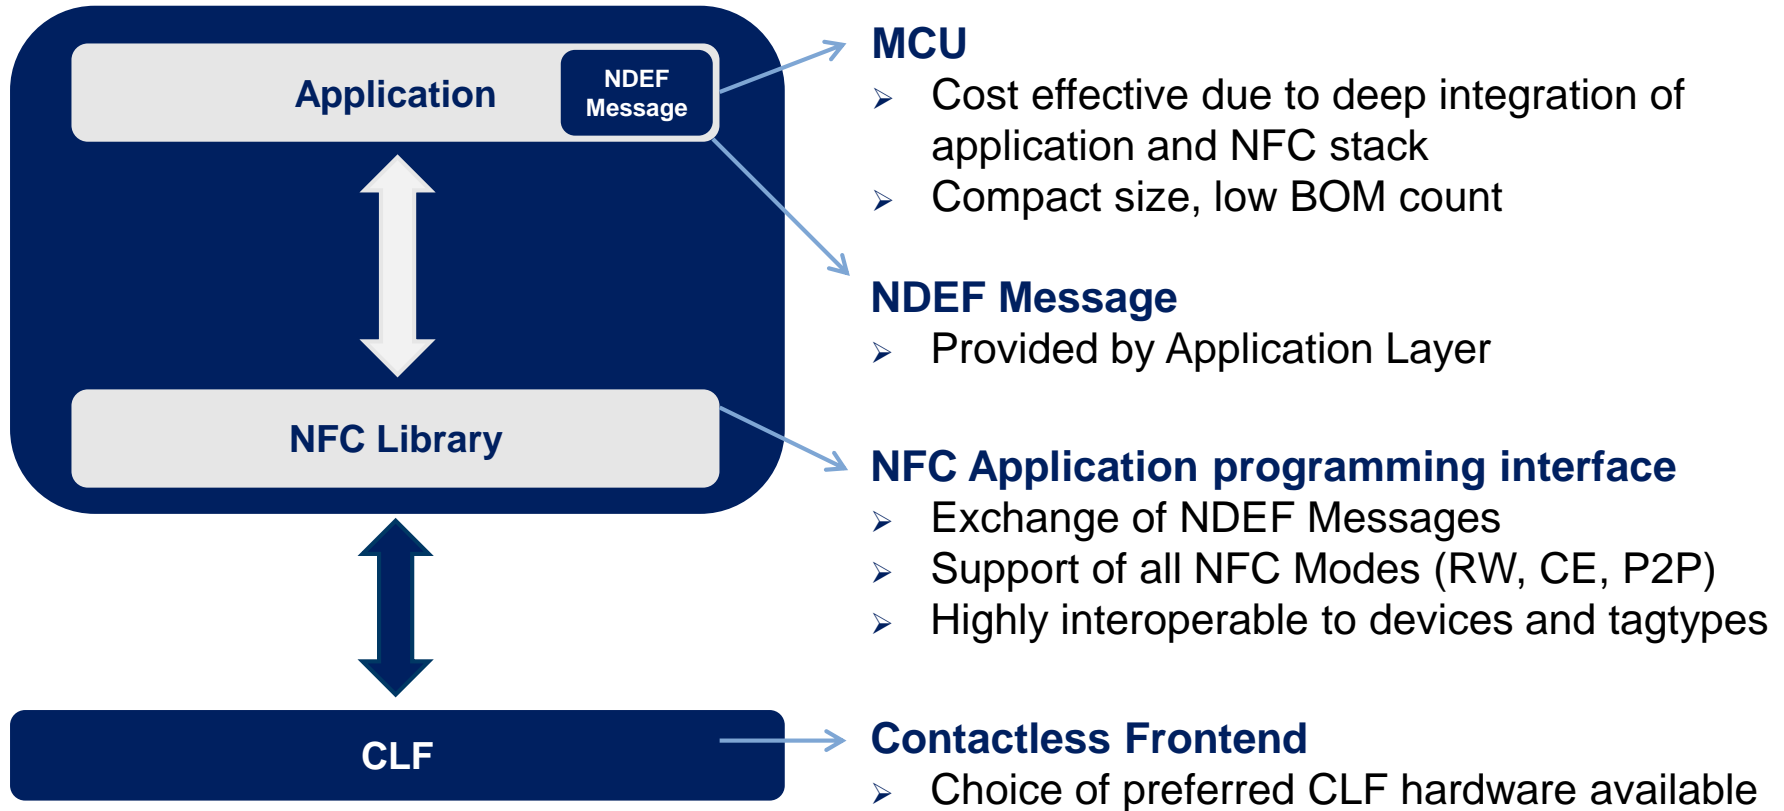 Application
NDEF
Message
NFC Library
CLF
MCU
➢ Cost effective due to deep integration of
application and NFC stack
➢ Compact size, low BOM count
NDEF Message
➢ Provided by Application Layer
NFC Application programming interface
➢ Exchange of NDEF Messages
➢ Support of all NFC Modes (RW, CE, P2P)
➢ Highly interoperable to devices and tagtypes
Contactless Frontend
➢ Choice of preferred CLF hardware available